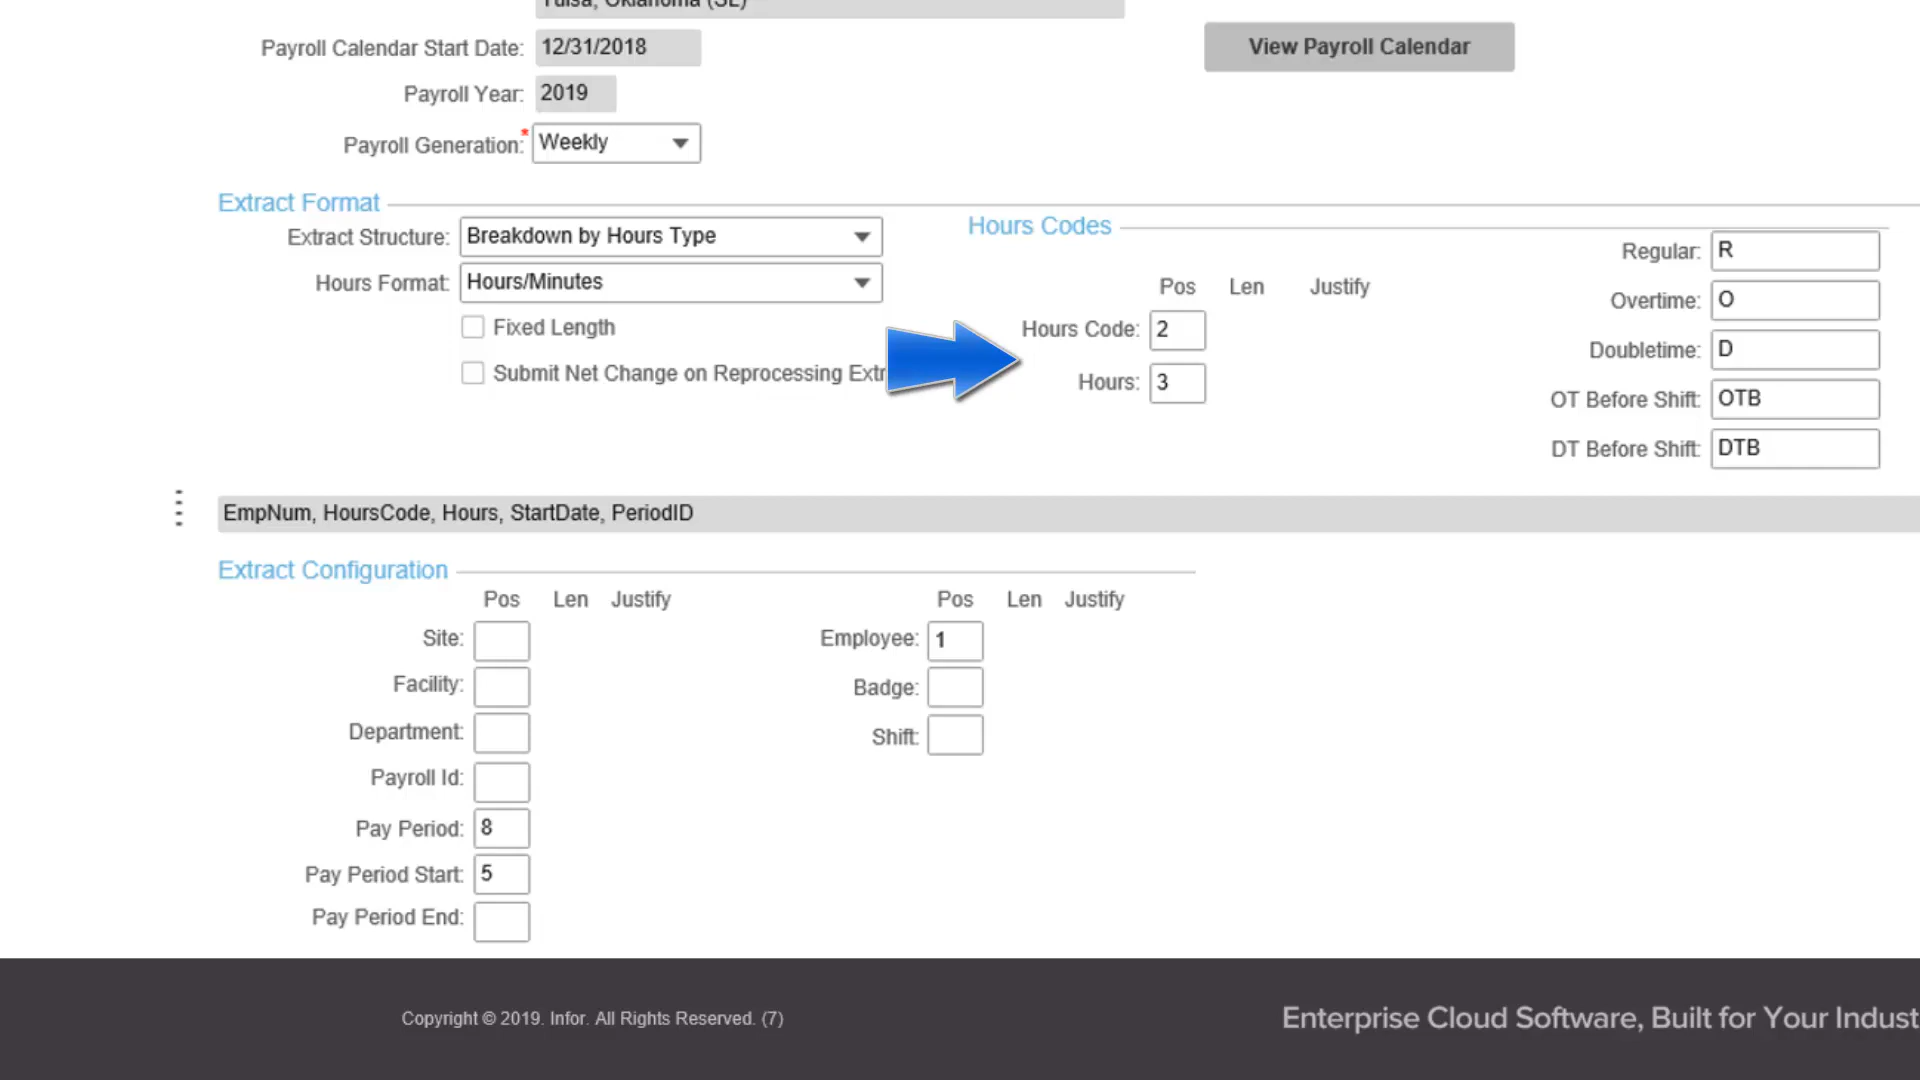 Tulsa, Oklahoma (SL)
Payroll Calendar Start Date: 12/31/2018
View Payroll Calendar
Payroll Year: 2019
Payroll Generation:* Weekly
Extract Format
Extract Structure: Breakdown by Hours Type
Hours Codes
Regular: R
Hours Format: Hours/Minutes
Pos Len Justify
Overtime: O
Fixed Length
Hours Code: 2
Doubletime: D
Submit Net Change on Reprocessing Extr
Hours: 3
OT Before Shift: OTB
DT Before Shift: DTB
EmpNum, HoursCode, Hours, StartDate, PeriodID
Extract Configuration
Pos Len Justify Pos Len Justify
Site: Employee: 1
Facility: Badge:
Department: Shift:
Payroll Id:
Pay Period: 8
Pay Period Start: 5
Pay Period End:
Copyright © 2019. Infor. All Rights Reserved. (7)
Enterprise Cloud Software, Built for Your Indust